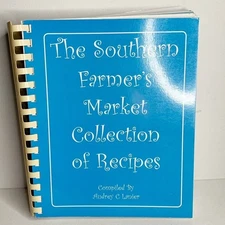 The Southern
Farmer's
Market
Collection
of Recipes
Compiled By
Audrey C Lanier